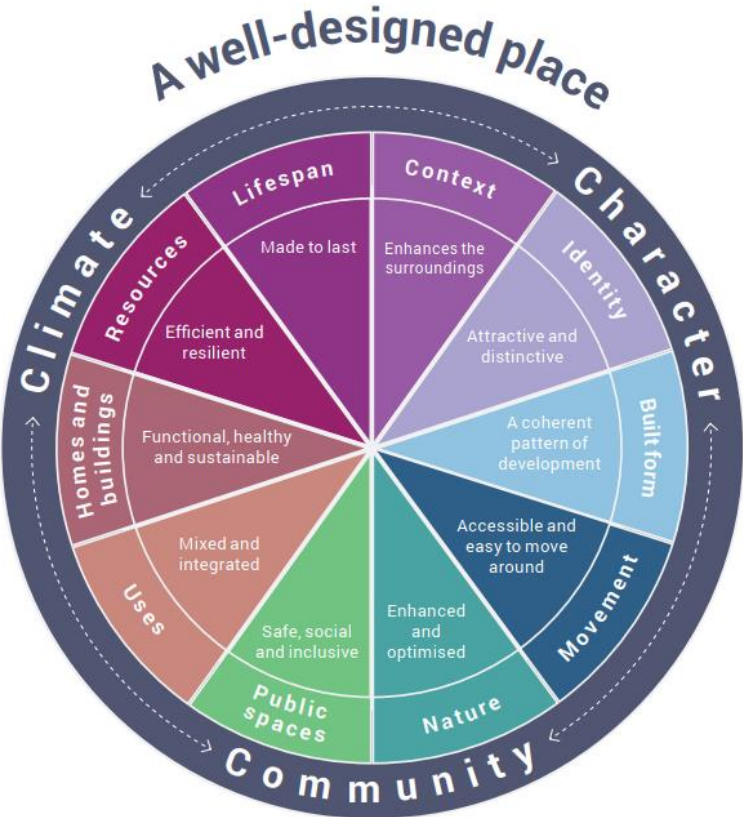 A well-designed place
Climate
Character
Community
Context
Enhances the
surroundings
Identity
Attractive and
distinctive
Built form
A coherent
pattern of
development
Movement
Accessible and
easy to move
around
Nature
Enhanced
and
optimised
Public
spaces
Safe, social
and inclusive
Uses
Mixed and
integrated
Homes and
buildings
Functional, healthy
and sustainable
Resources
Efficient and
resilient
Lifespan
Made to last